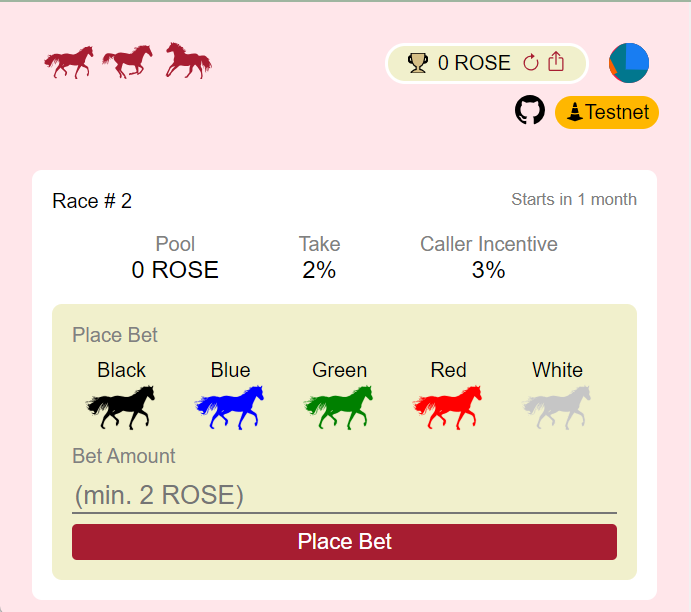 0 ROSE
Testnet
Race # 2
Starts in 1 month
Pool Take Caller Incentive
0 ROSE 2% 3%
Place Bet
Black Blue Green Red White
Bet Amount
(min. 2 ROSE)
Place Bet